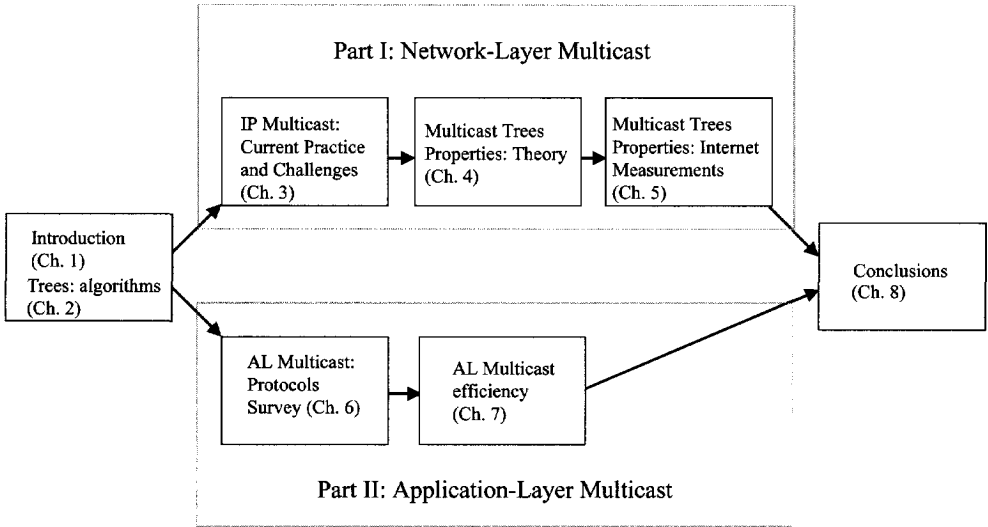 Part I: Network-Layer Multicast
IP Multicast:
Current Practice
and Challenges
(Ch. 3)
Multicast Trees
Properties: Theory
(Ch. 4)
Multicast Trees
Properties: Internet
Measurements
(Ch. 5)
Introduction
(Ch. 1)
Trees: algorithms
(Ch. 2)
Conclusions
(Ch. 8)
AL Multicast:
Protocols
Survey (Ch. 6)
AL Multicast
efficiency
(Ch. 7)
Part II: Application-Layer Multicast